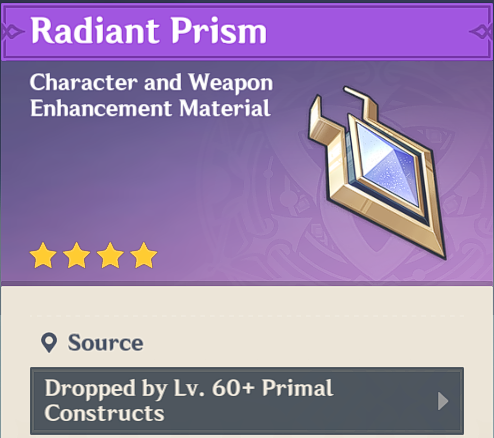 Radiant Prism
Character and Weapon
Enhancement Material
Source
Dropped by Lv. 60+ Primal
Constructs